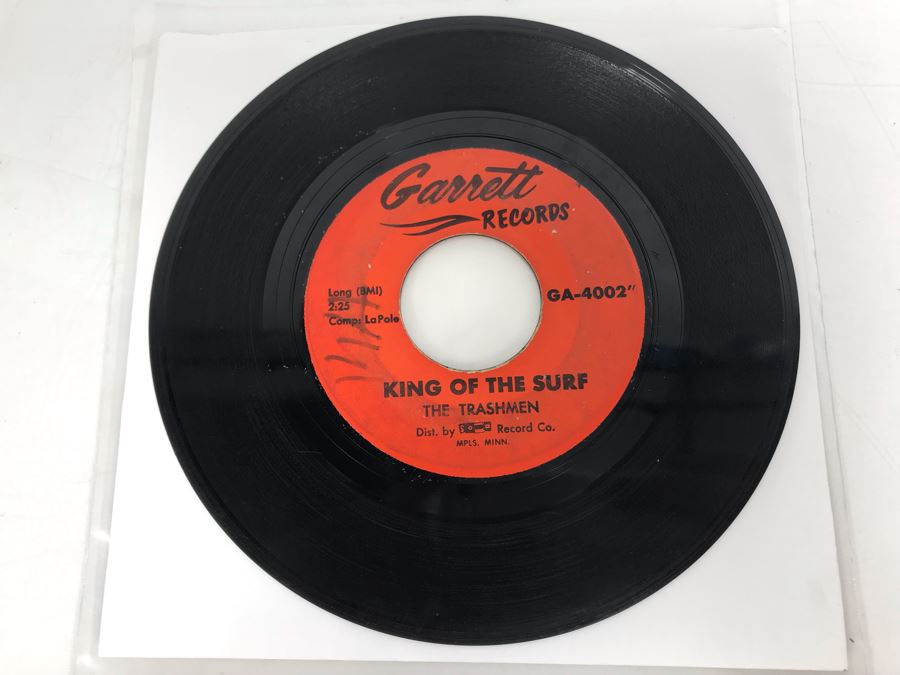 Garrett
RECORDS
Long (BMI)
2:25
Comp: LaPole
GA-4002"
KING OF THE SURF
THE TRASHMEN
Dist. by SOMA Record Co.
MPLS. MINN.